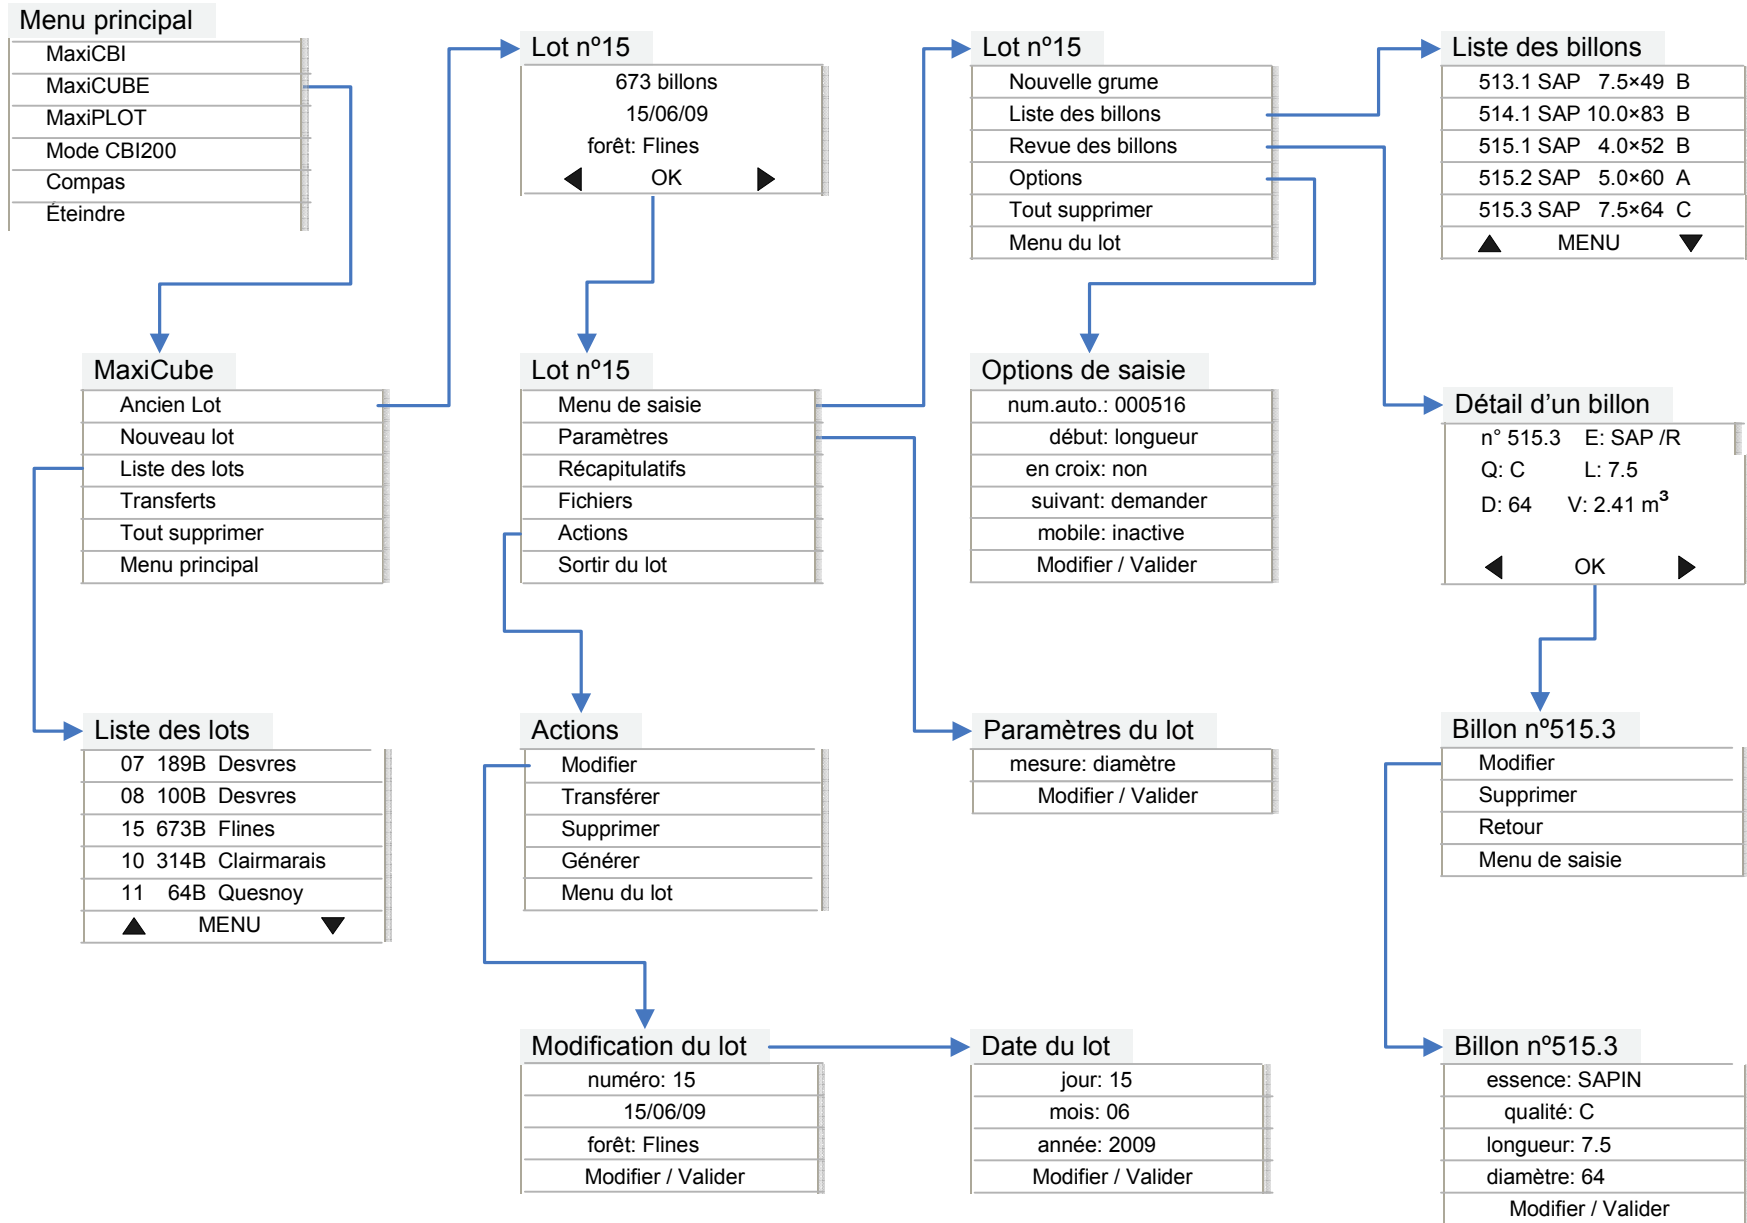 Menu principal
MaxiCBI
MaxiCUBE
MaxiPLOT
Mode CBI200
Compas
Éteindre
Lot nº15
673 billons
15/06/09
forêt: Flines
◀ OK ▶
Lot nº15
Nouvelle grume
Liste des billons
Revue des billons
Options
Tout supprimer
Menu du lot
Liste des billons
513.1 SAP 7.5×49 B
514.1 SAP 10.0×83 B
515.1 SAP 4.0×52 B
515.2 SAP 5.0×60 A
515.3 SAP 7.5×64 C
▲ MENU ▼
MaxiCube
Ancien Lot
Nouveau lot
Liste des lots
Transferts
Tout supprimer
Menu principal
Lot nº15
Menu de saisie
Paramètres
Récapitulatifs
Fichiers
Actions
Sortir du lot
Options de saisie
num.auto.: 000516
début: longueur
en croix: non
suivant: demander
mobile: inactive
Modifier / Valider
Détail d’un billon
n° 515.3 E: SAP /R
Q: C L: 7.5
D: 64 V: 2.41 m³
◀ OK ▶
Liste des lots
07 189B Desvres
08 100B Desvres
15 673B Flines
10 314B Clairmarais
11 64B Quesnoy
▲ MENU ▼
Actions
Modifier
Transférer
Supprimer
Générer
Menu du lot
Paramètres du lot
mesure: diamètre
Modifier / Valider
Billon nº515.3
Modifier
Supprimer
Retour
Menu de saisie
Modification du lot
numéro: 15
15/06/09
forêt: Flines
Modifier / Valider
Date du lot
jour: 15
mois: 06
année: 2009
Modifier / Valider
Billon nº515.3
essence: SAPIN
qualité: C
longueur: 7.5
diamètre: 64
Modifier / Valider